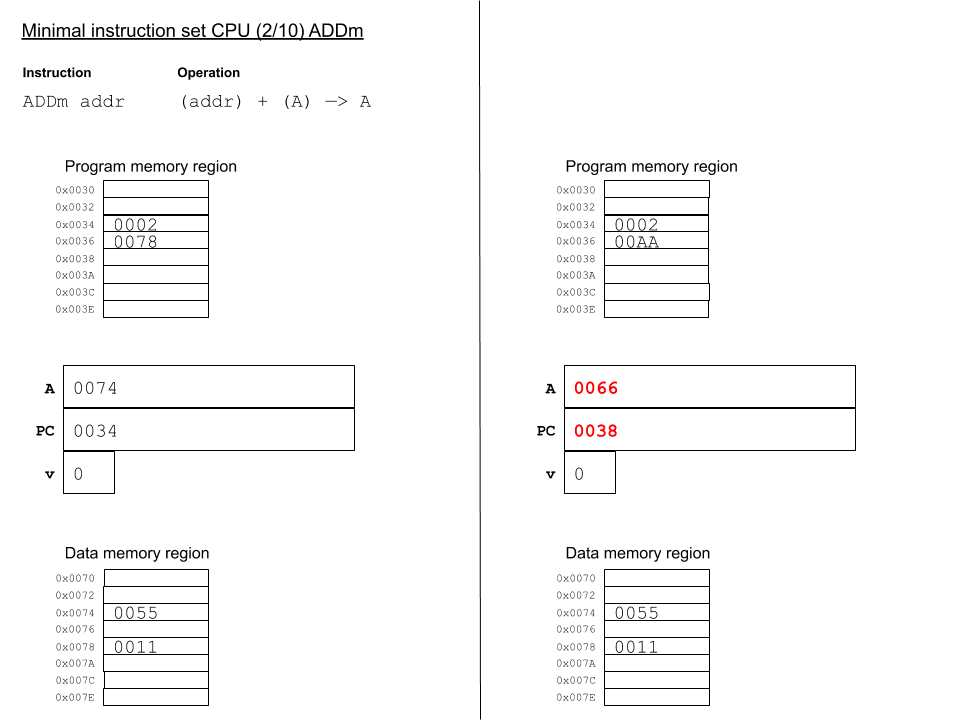 Minimal instruction set CPU (2/10) ADDm
Instruction Operation
ADDm addr (addr) + (A) —> A
Program memory region
0x0030
0x0032
0x0034 0002
0x0036 0078
0x0038
0x003A
0x003C
0x003E
A 0074
PC 0034
v 0
Data memory region
0x0070
0x0072
0x0074 0055
0x0076
0x0078 0011
0x007A
0x007C
0x007E
Program memory region
0x0030
0x0032
0x0034 0002
0x0036 00AA
0x0038
0x003A
0x003C
0x003E
A 0066
PC 0038
v 0
Data memory region
0x0070
0x0072
0x0074 0055
0x0076
0x0078 0011
0x007A
0x007C
0x007E